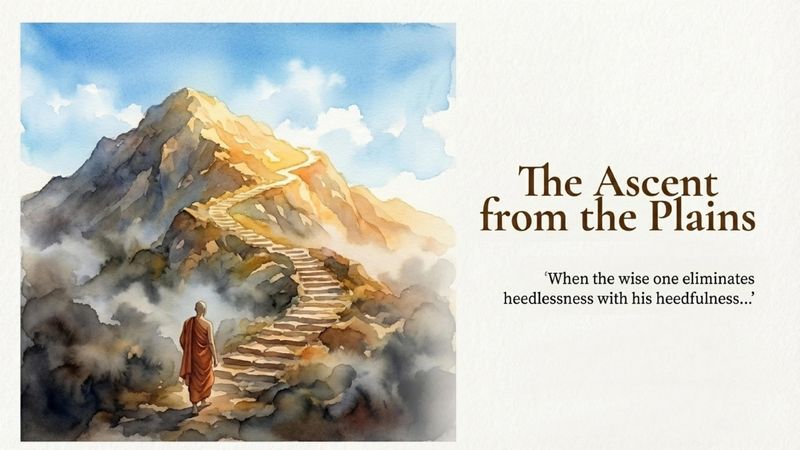 The Ascent
from the Plains
‘When the wise one eliminates
heedlessness with his heedfulness...’